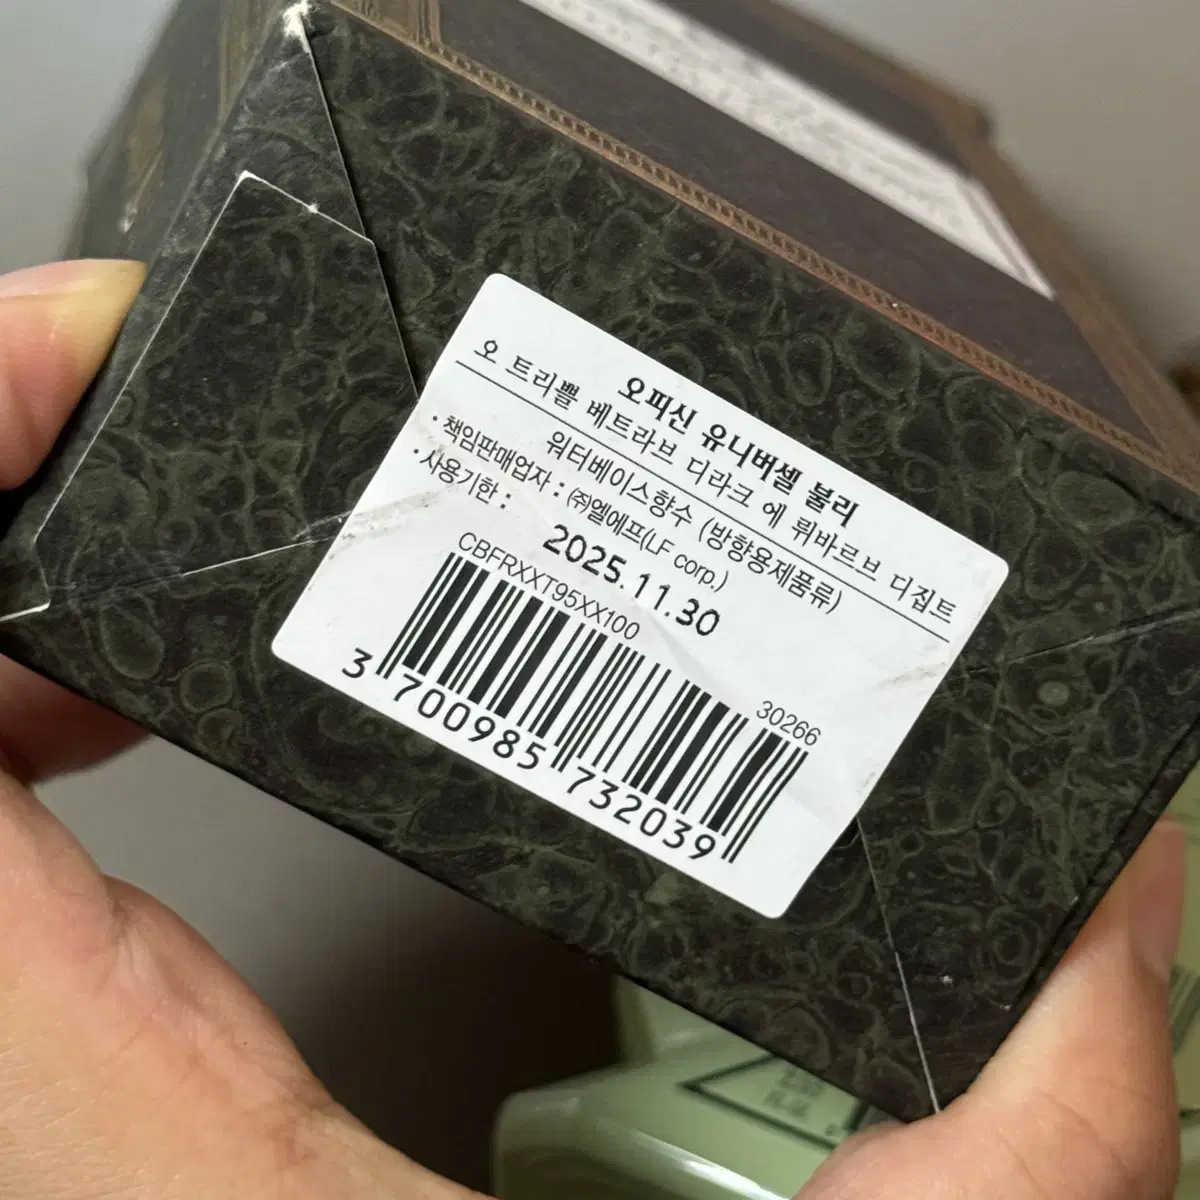 오피신 유니버셀 불리
오 트리쁠 베트라브 디라크 에 뤼바르브 디집트
워터베이스향수 (방향용제품류)
· 책임판매업자 : ㈜엘에프(LF corp.)
· 사용기한 : 2025.11.30
CBFRXXT95XX100
30266
3 700985 732039